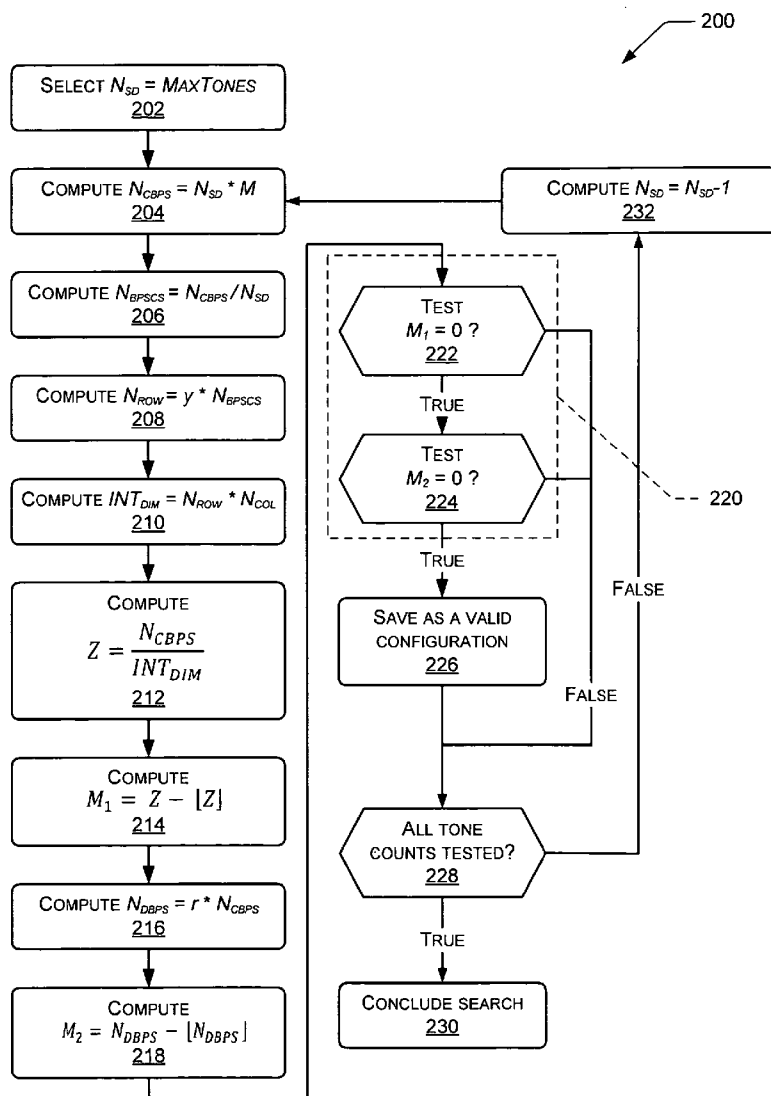 200
SELECT N_SD = MAXTONES
202
COMPUTE N_CBPS = N_SD * M
204
COMPUTE N_BPSCS = N_CBPS / N_SD
206
COMPUTE N_ROW = y * N_BPSCS
208
COMPUTE INT_DIM = N_ROW * N_COL
210
COMPUTE
Z = N_CBPS / INT_DIM
212
COMPUTE
M_1 = Z - ⌊Z⌋
214
COMPUTE N_DBPS = r * N_CBPS
216
COMPUTE
M_2 = N_DBPS - ⌊N_DBPS⌋
218
COMPUTE N_SD = N_SD-1
232
TEST
M_1 = 0 ?
222
TRUE
TEST
M_2 = 0 ?
224
220
TRUE
SAVE AS A VALID
CONFIGURATION
226
FALSE
FALSE
ALL TONE
COUNTS TESTED?
228
TRUE
CONCLUDE SEARCH
230